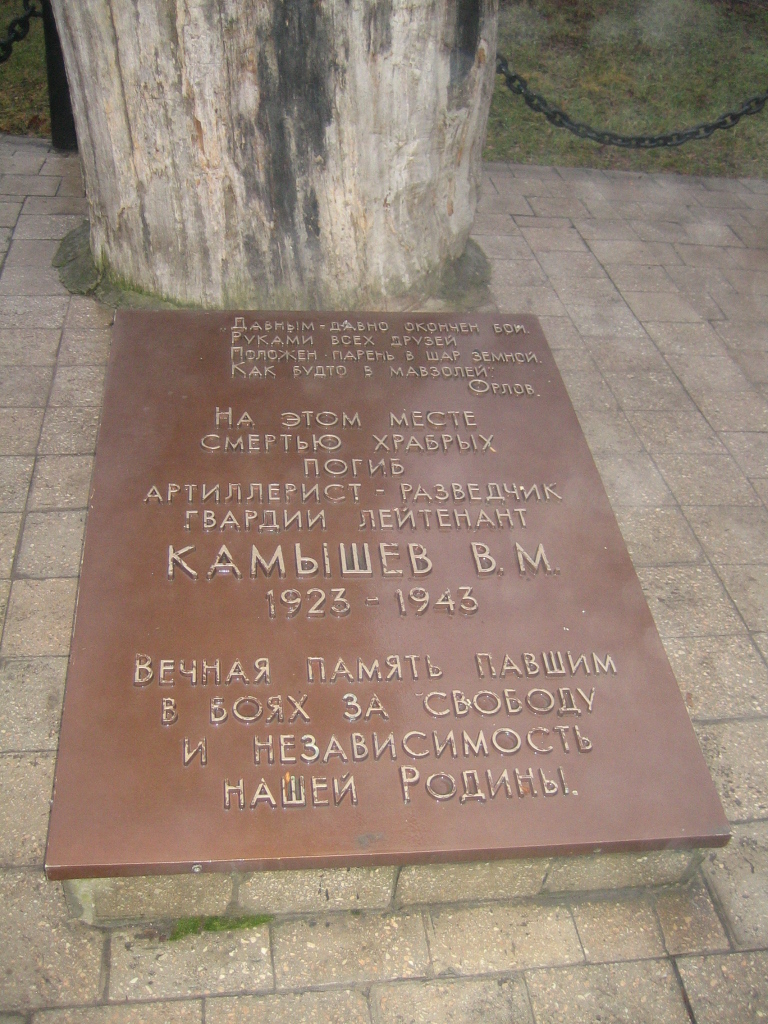 Давным-давно окончен бой.
Руками всех друзей
Положен парень в шар земной.
Как будто в мавзолей.
Орлов.
На этом месте
смертью храбрых
погиб
артиллерист - разведчик
гвардии лейтенант
Камышев В.М.
1923 - 1943
Вечная память павшим
в боях за свободу
и независимость
нашей Родины.